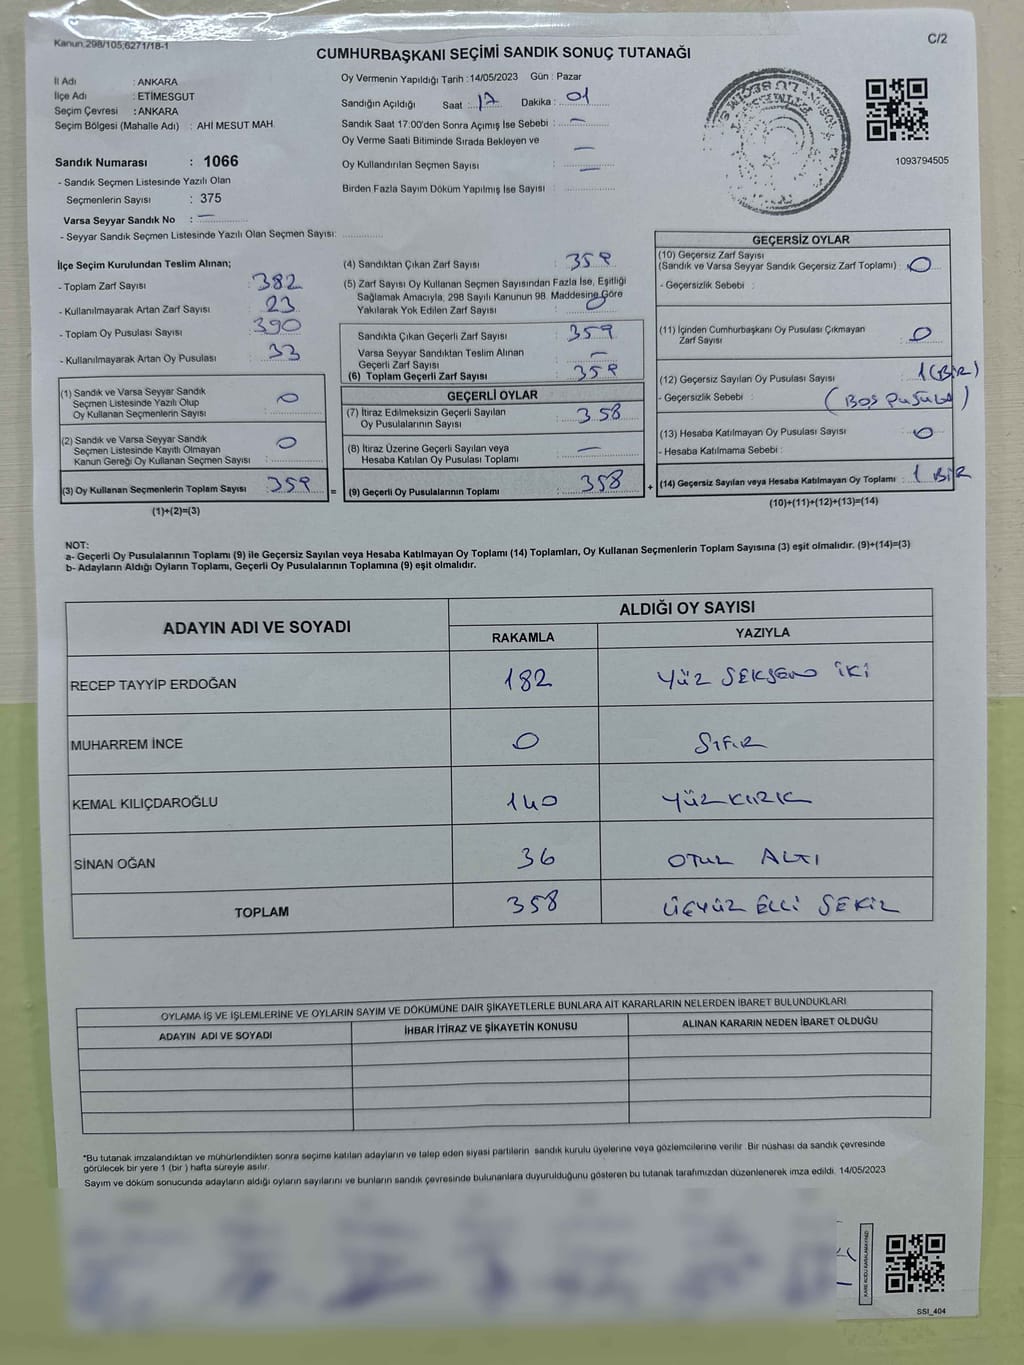 Kanun,298/105,6271/18-1
C/2
CUMHURBAŞKANI SEÇİMİ SANDIK SONUÇ TUTANAĞI
İl Adı : ANKARA
İlçe Adı : ETİMESGUT
Seçim Çevresi : ANKARA
Seçim Bölgesi (Mahalle Adı) : AHİ MESUT MAH.
Sandık Numarası : 1066
- Sandık Seçmen Listesinde Yazılı Olan
Seçmenlerin Sayısı : 375
Varsa Seyyar Sandık No : —
- Seyyar Sandık Seçmen Listesinde Yazılı Olan Seçmen Sayısı: ............
Oy Vermenin Yapıldığı Tarih :14/05/2023 Gün : Pazar
Sandığın Açıldığı Saat : 17 Dakika : 01
Sandık Saat 17:00'den Sonra Açımış İse Sebebi : —
Oy Verme Saati Bitiminde Sırada Bekleyen ve —
Oy Kullandırılan Seçmen Sayısı : —
Birden Fazla Sayım Döküm Yapılmış İse Sayısı : ............
1093794505
İlçe Seçim Kurulundan Teslim Alınan;
- Toplam Zarf Sayısı : 382
- Kullanılmayarak Artan Zarf Sayısı : 23
- Toplam Oy Pusulası Sayısı : 390
- Kullanılmayarak Artan Oy Pusulası : 33
(1) Sandık ve Varsa Seyyar Sandık
Seçmen Listesinde Yazılı Olup
Oy Kullanan Seçmenlerin Sayısı : 0
(2) Sandık ve Varsa Seyyar Sandık
Seçmen Listesinde Kayıtlı Olmayan
Kanun Gereği Oy Kullanan Seçmen Sayısı : 0
(3) Oy Kullanan Seçmenlerin Toplam Sayısı : 359
(1)+(2)=(3)
(4) Sandıktan Çıkan Zarf Sayısı : 359
(5) Zarf Sayısı Oy Kullanan Seçmen Sayısından Fazla İse, Eşitliği
Sağlamak Amacıyla, 298 Sayılı Kanunun 98. Maddesine Göre
Yakılarak Yok Edilen Zarf Sayısı : 0
Sandıkta Çıkan Geçerli Zarf Sayısı : 359
Varsa Seyyar Sandıktan Teslim Alınan
Geçerli Zarf Sayısı : —
(6) Toplam Geçerli Zarf Sayısı : 359
GEÇERLİ OYLAR
(7) İtiraz Edilmeksizin Geçerli Sayılan
Oy Pusulalarının Sayısı : 358
(8) İtiraz Üzerine Geçerli Sayılan veya
Hesaba Katılan Oy Pusulası Toplamı : —
= (9) Geçerli Oy Pusulalarının Toplamı : 358
GEÇERSİZ OYLAR
(10) Geçersiz Zarf Sayısı
(Sandık ve Varsa Seyyar Sandık Geçersiz Zarf Toplamı) : 0
- Geçersizlik Sebebi :
(11) İçinden Cumhurbaşkanı Oy Pusulası Çıkmayan
Zarf Sayısı : 0
(12) Geçersiz Sayılan Oy Pusulası Sayısı : 1 (BİR)
- Geçersizlik Sebebi : (BOŞ PUSULA)
(13) Hesaba Katılmayan Oy Pusulası Sayısı : 0
- Hesaba Katılmama Sebebi :
+ (14) Geçersiz Sayılan veya Hesaba Katılmayan Oy Toplamı : 1 BİR
(10)+(11)+(12)+(13)=(14)
NOT:
a- Geçerli Oy Pusulalarının Toplamı (9) ile Geçersiz Sayılan veya Hesaba Katılmayan Oy Toplamı (14) Toplamları, Oy Kullanan Seçmenlerin Toplam Sayısına (3) eşit olmalıdır. (9)+(14)=(3)
b- Adayların Aldığı Oyların Toplamı, Geçerli Oy Pusulalarının Toplamına (9) eşit olmalıdır.
ADAYIN ADI VE SOYADI
ALDIĞI OY SAYISI
RAKAMLA YAZIYLA
RECEP TAYYİP ERDOĞAN 182 YÜZ SEKSEN İKİ
MUHARREM İNCE 0 SIFIR
KEMAL KILIÇDAROĞLU 140 YÜZKIRK
SİNAN OĞAN 36 OTUZ ALTI
TOPLAM 358 ÜÇYÜZ ELLİ SEKİZ
OYLAMA İŞ VE İŞLEMLERİNE VE OYLARIN SAYIM VE DÖKÜMÜNE DAİR ŞİKAYETLERLE BUNLARA AİT KARARLARIN NELERDEN İBARET BULUNDUKLARI
ADAYIN ADI VE SOYADI İHBAR İTİRAZ VE ŞİKAYETİN KONUSU ALINAN KARARIN NEDEN İBARET OLDUĞU
*Bu tutanak imzalandıktan ve mühürlendikten sonra seçime katılan adayların ve talep eden siyasi partilerin sandık kurulu üyelerine veya gözlemcilerine verilir. Bir nüshası da sandık çevresinde
görülecek bir yere 1 (bir ) hafta süreyle asılır.
Sayım ve döküm sonucunda adayların aldığı oyların sayılarını ve bunların sandık çevresinde bulunanlara duyurulduğunu gösteren bu tutanak tarafımızdan düzenlenerek imza edildi. 14/05/2023
KARE KODU KARALAMAYINIZ!
SSI_404